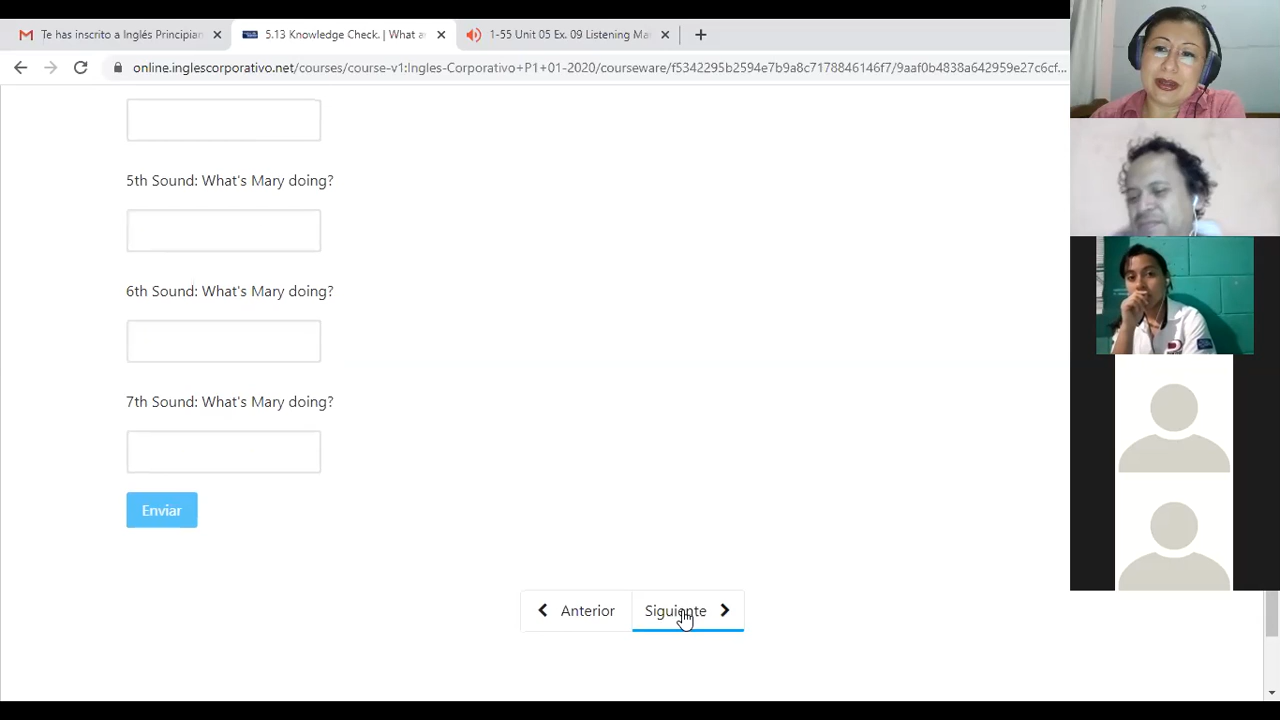 Te has inscrito a Inglés Principian
5.13 Knowledge Check. | What a
1-55 Unit 05 Ex. 09 Listening Ma
online.inglescorporativo.net/courses/course-v1:Ingles-Corporativo+P1+01-2020/courseware/f5342295b2594e7b9a8c7178846146f7/9aaf0b4838a642959e27c6cf...
5th Sound: What's Mary doing?
6th Sound: What's Mary doing?
7th Sound: What's Mary doing?
Enviar
Anterior
Siguiente